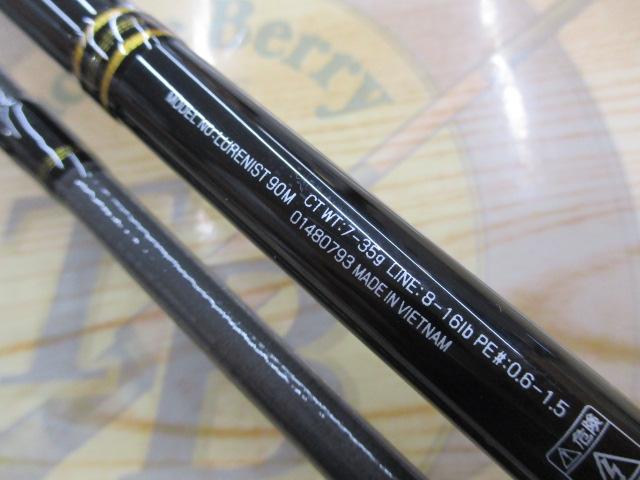 Berry
MODEL NO:LURENIST 90M CT WT:7-35g LINE:8-16lb PE#:0.6-1.5
01480793 MADE IN VIETNAM
危険
TB